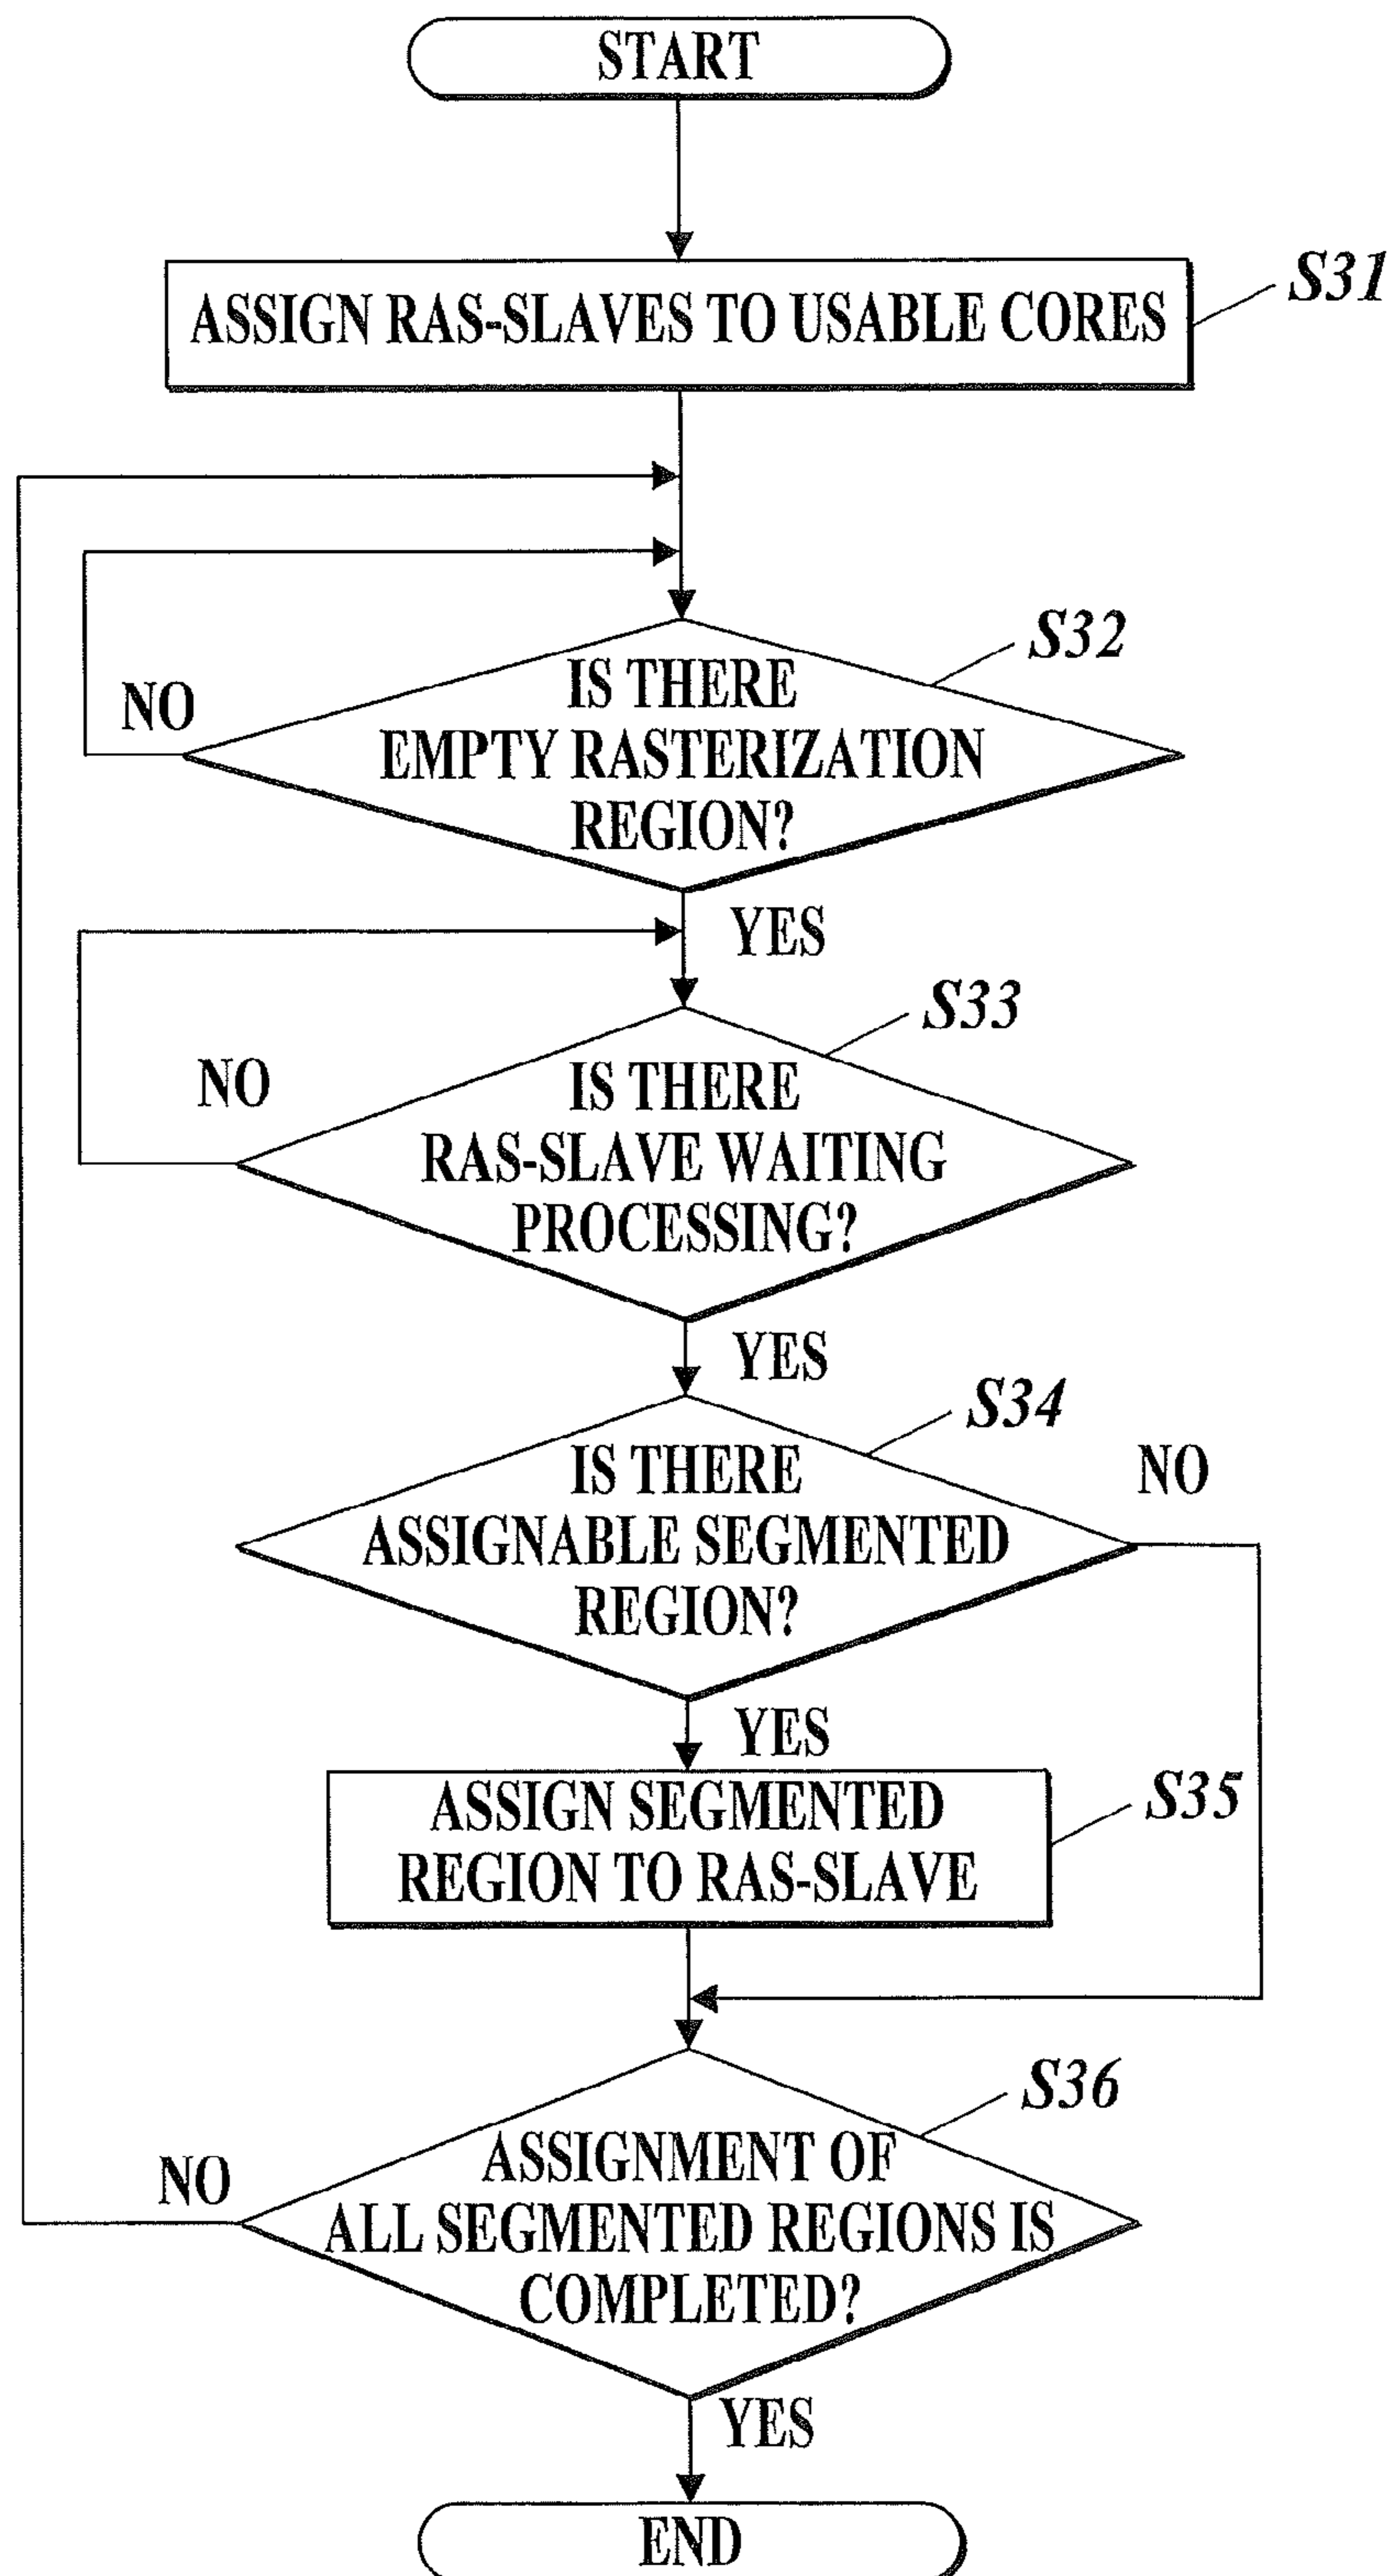 START
ASSIGN RAS-SLAVES TO USABLE CORES
S31
IS THERE
EMPTY RASTERIZATION
REGION?
S32
NO
YES
IS THERE
RAS-SLAVE WAITING
PROCESSING?
S33
NO
YES
IS THERE
ASSIGNABLE SEGMENTED
REGION?
S34
NO
YES
ASSIGN SEGMENTED
REGION TO RAS-SLAVE
S35
ASSIGNMENT OF
ALL SEGMENTED REGIONS IS
COMPLETED?
S36
NO
YES
END